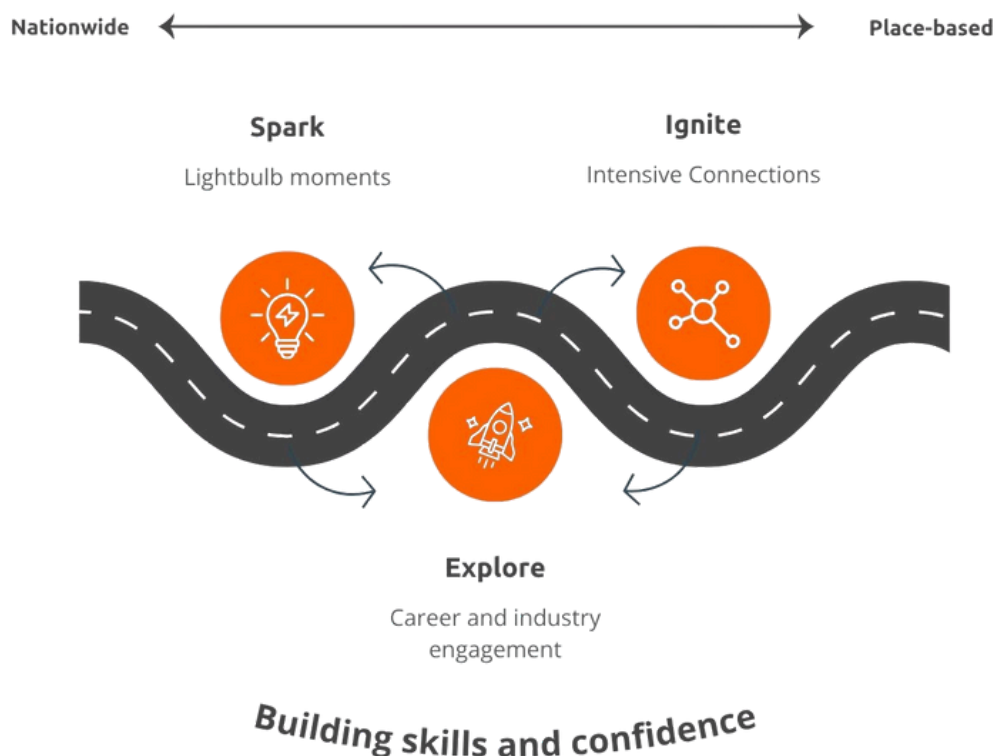 Nationwide
Place-based
Spark
Ignite
Lightbulb moments
Intensive Connections
Explore
Career and industry
engagement
Building skills and confidence